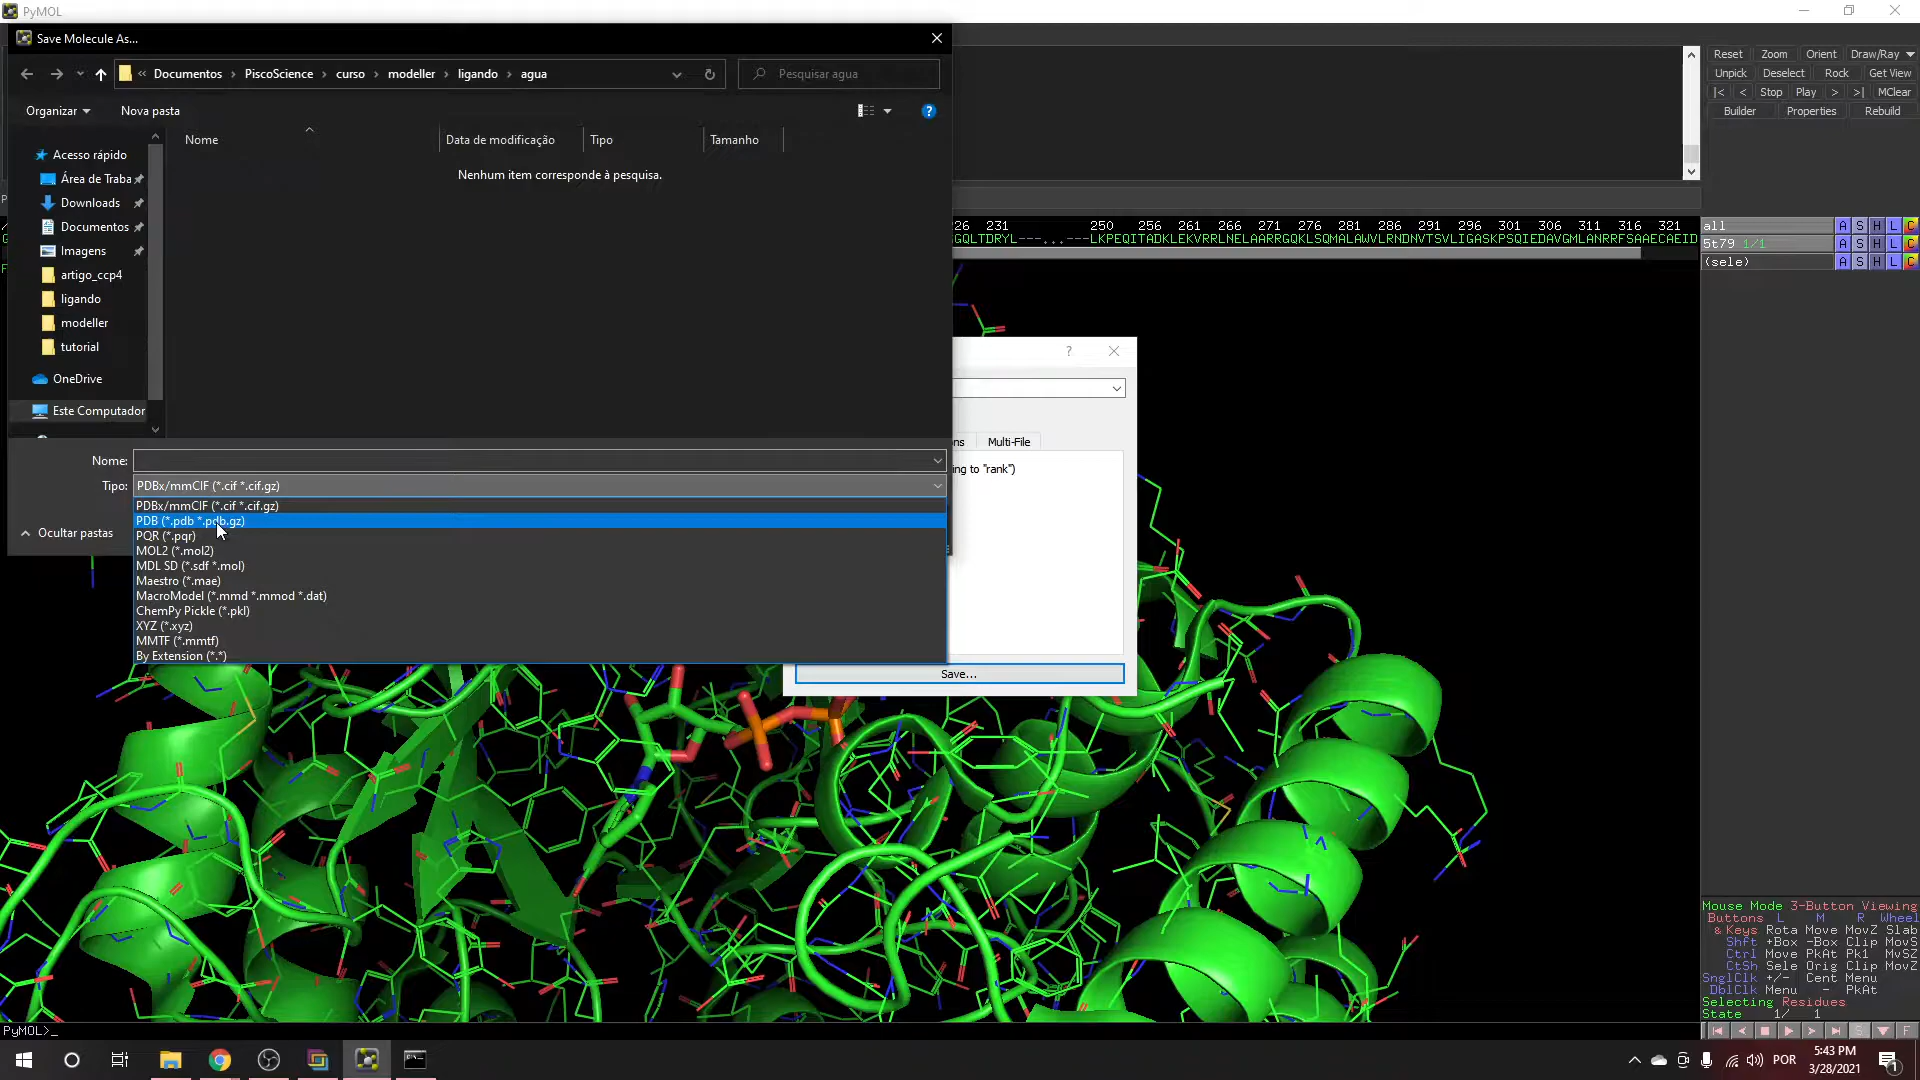 PyMOL
Save Molecule As...
« Documentos › PiscoScience › curso › modeller › ligando › agua
Pesquisar agua
Organizar
Nova pasta
Nome
Data de modificação
Tipo
Tamanho
Nenhum item corresponde à pesquisa.
Acesso rápido
Área de Traba
Downloads
Documentos
Imagens
artigo_ccp4
ligando
modeller
tutorial
OneDrive
Este Computador
Nome:
Tipo: PDBx/mmCIF (*.cif *.cif.gz)
PDBx/mmCIF (*.cif *.cif.gz)
PDB (*.pdb *.pdb.gz)
PQR (*.pqr)
MOL2 (*.mol2)
MDL SD (*.sdf *.mol)
Maestro (*.mae)
MacroModel (*.mmd *.mmod *.dat)
ChemPy Pickle (*.pkl)
XYZ (*.xyz)
MMTF (*.mmtf)
By Extension (*.*)
Ocultar pastas
?
ons
Multi-File
ing to "rank")
Save...
Reset Zoom Orient Draw/Ray
Unpick Deselect Rock Get View
|< < Stop Play > >| MClear
Builder Properties Rebuild
26 231 250 256 261 266 271 276 281 286 291 296 301 306 311 316 321
GQLTDRYL---...---LKPEQITADKLEKVRRLNELAARRGQKLSQMALAWVLRNDNVTSVLIGASKPSQIEDAVGMLANRRFSAAECAEID
all A S H L C
5t79 1/1 A S H L C
(sele) A S H L C
Mouse Mode 3-Button Viewing
Buttons L M R Wheel
& Keys Rota Move MovZ Slab
Shft +Box -Box Clip MovS
Ctrl Move PkAt Pk1 MvSZ
CtSh Sele Orig Clip MovZ
SnglClk +/- Cent Menu
DblClk Menu - PkAt
Selecting Residues
State 1/ 1
S F
PyMOL>_
POR
5:43 PM
3/28/2021
1